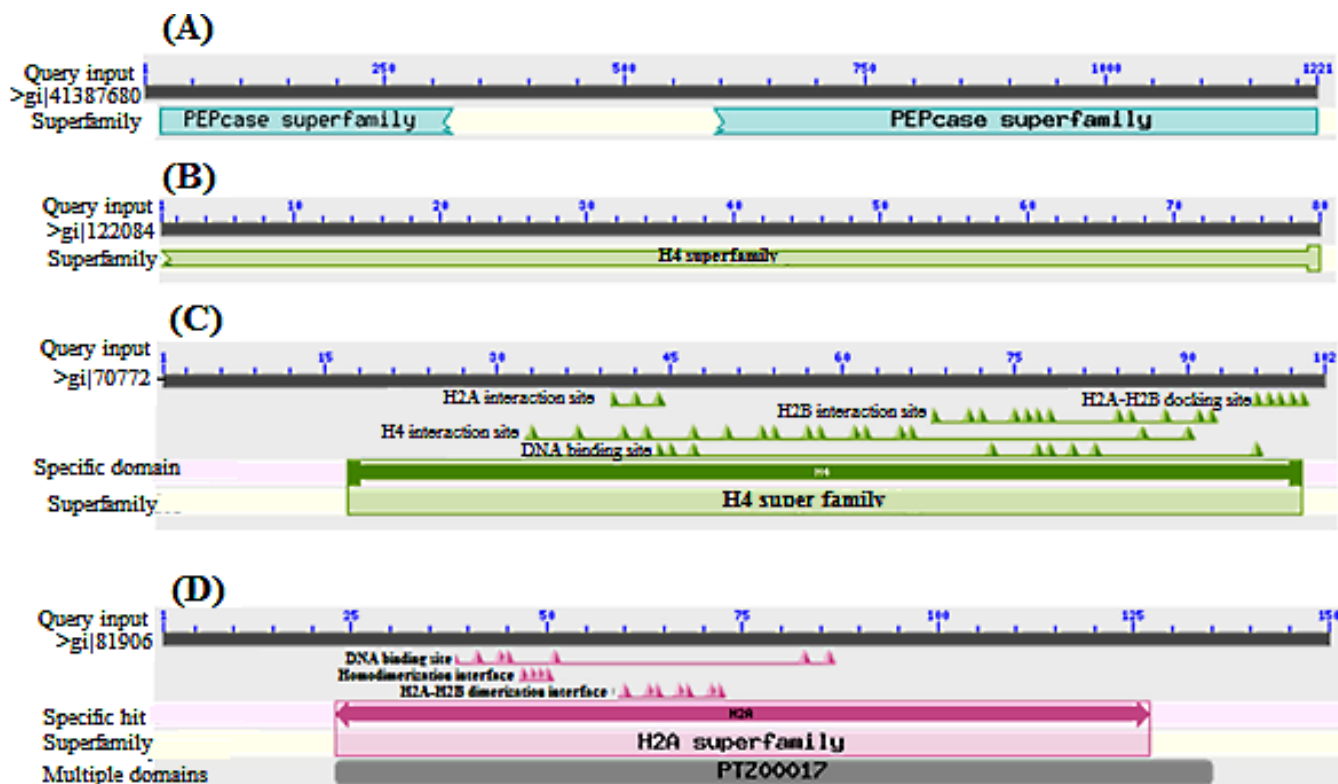 (A)
Query input
250 500 750 1000 1221
>gi|41387680
Superfamily PEPcase superfamily PEPcase superfamily
(B)
Query input
10 20 30 40 50 60 70 80
>gi|122084
Superfamily H4 superfamily
(C)
Query input
1 15 30 45 60 75 90 102
>gi|70772
H2A interaction site H2A-H2B docking site
H2B interaction site
H4 interaction site
DNA binding site
Specific domain H4
Superfamily H4 super family
(D)
Query input
1 25 50 75 100 125 150
>gi|81906
DNA binding site
Homodimerization interface
H2A-H2B dimerization interface
Specific hit H2A
Superfamily H2A superfamily
Multiple domains PTZ00017